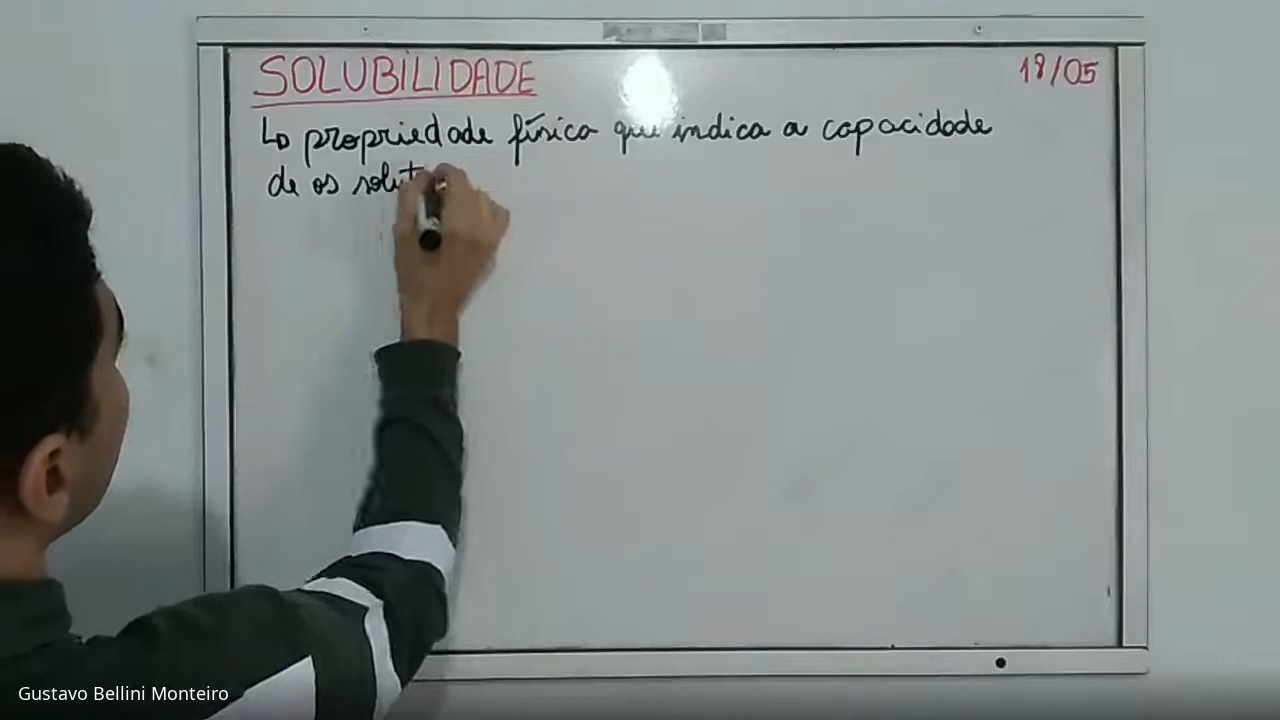 SOLUBILIDADE
18/05
↳ propriedade física que indica a capacidade
de os solut
Gustavo Bellini Monteiro